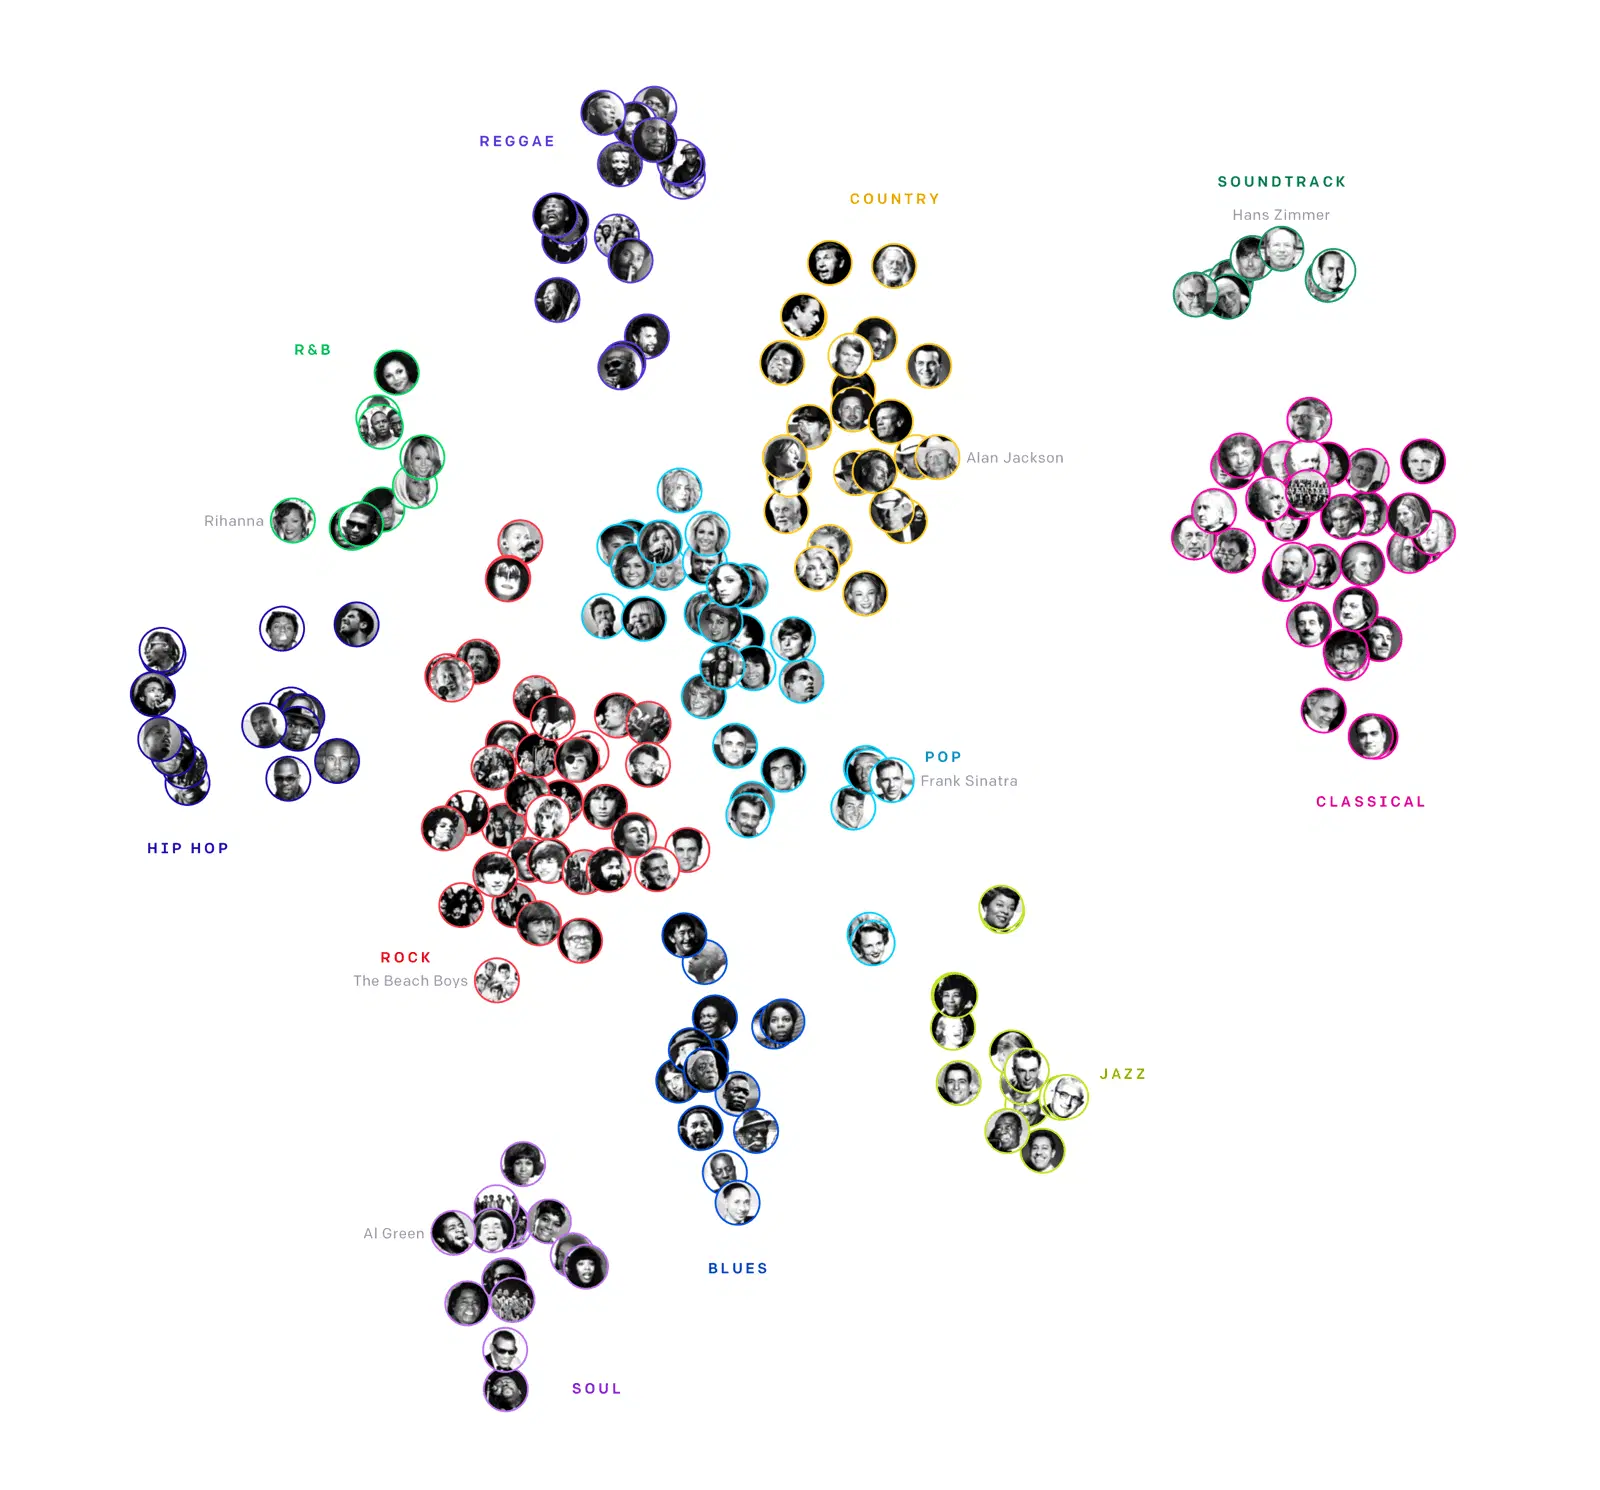 REGGAE
SOUNDTRACK
COUNTRY
Hans Zimmer
R&B
Alan Jackson
Rihanna
POP
Frank Sinatra
CLASSICAL
HIP HOP
ROCK
The Beach Boys
JAZZ
Al Green
BLUES
SOUL